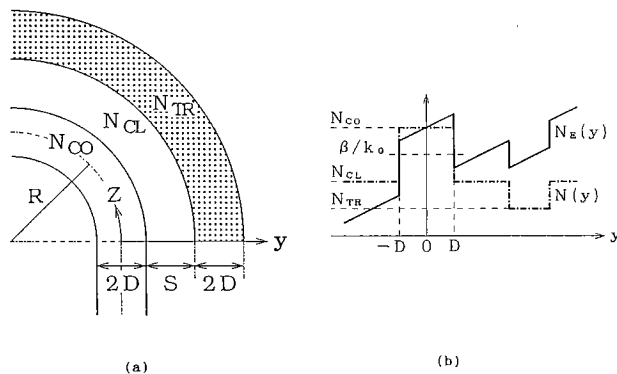 N_TR
N_CL
N_CO
R
Z
y
2D
S
2D
(a)
N_CO
β/k_0
N_CL
N_TR
N_E(y)
N(y)
-D
0
D
y
(b)